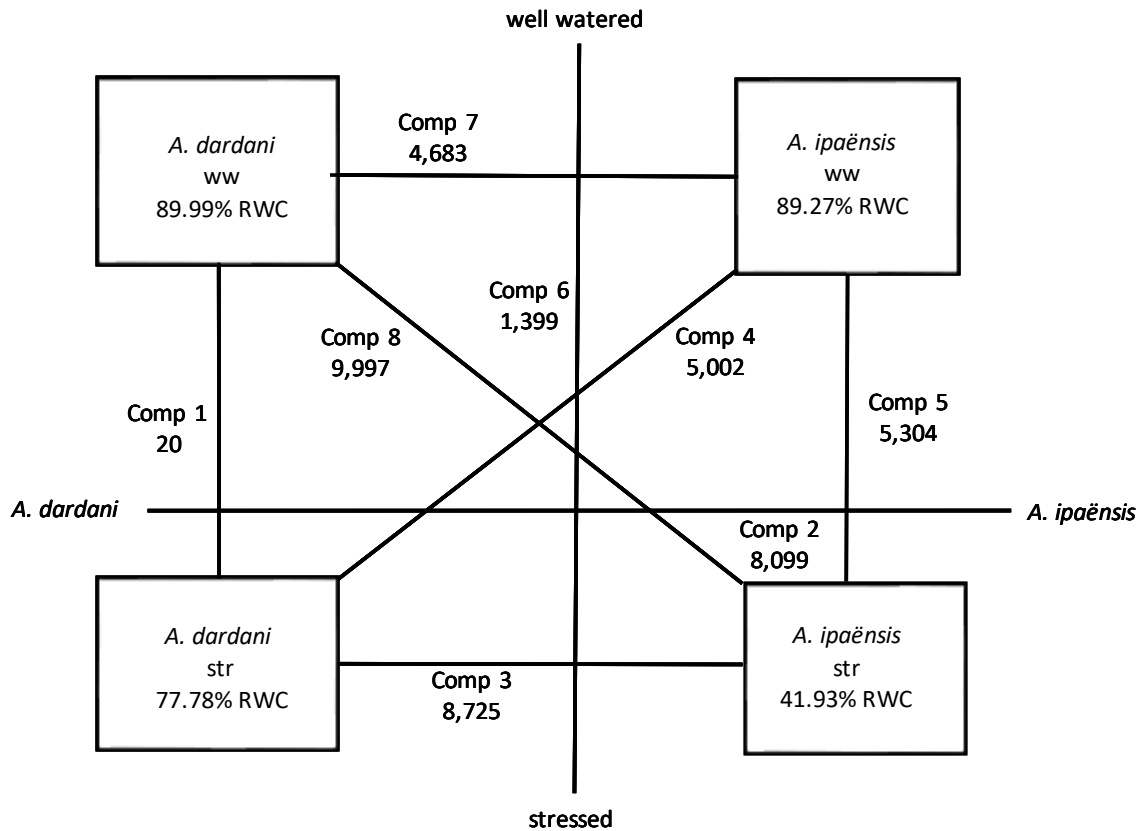 well watered
A. dardani
ww
89.99% RWC
Comp 7
4,683
A. ipaënsis
ww
89.27% RWC
Comp 6
1,399
Comp 8
9,997
Comp 4
5,002
Comp 1
20
Comp 5
5,304
A. dardani
A. ipaënsis
Comp 2
8,099
A. dardani
str
77.78% RWC
Comp 3
8,725
A. ipaënsis
str
41.93% RWC
stressed